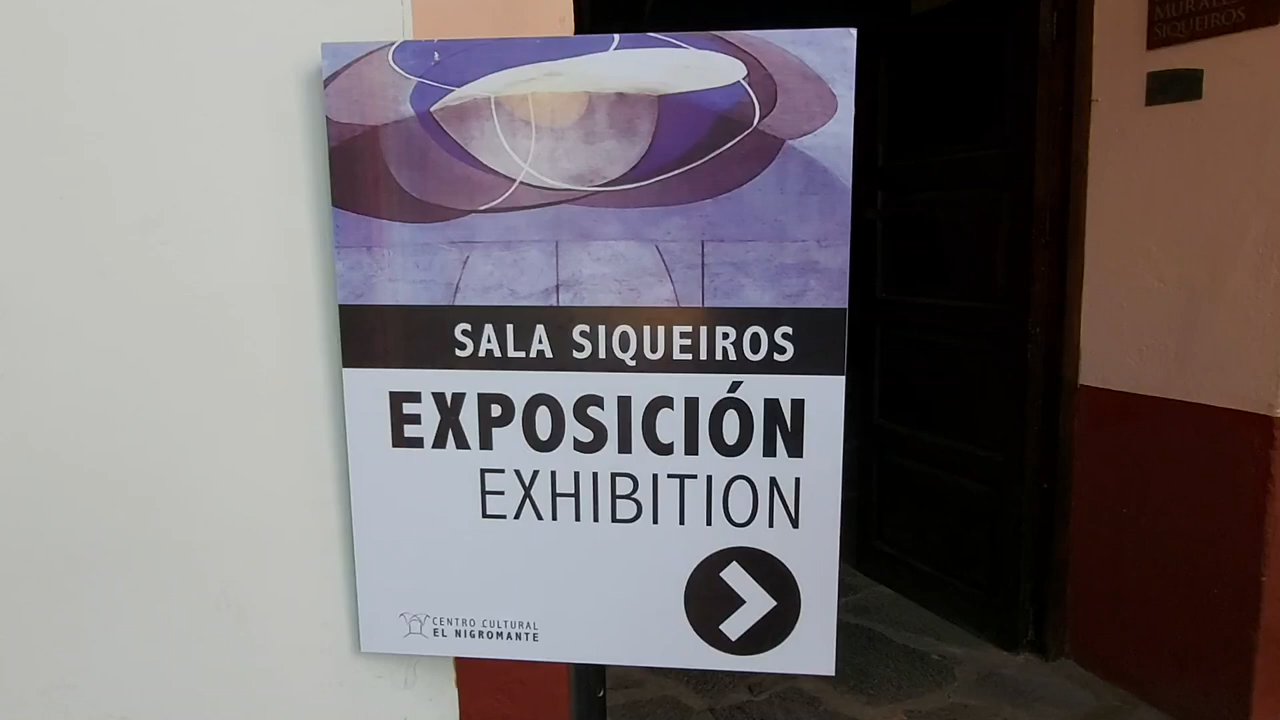 SALA SIQUEIROS
EXPOSICIÓN
EXHIBITION
CENTRO CULTURAL
EL NIGROMANTE
SIQUEIROS